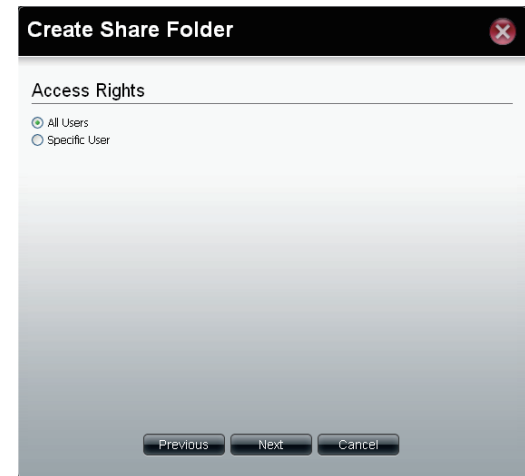 Create Share Folder
Access Rights
All Users
Specific User
Previous Next Cancel